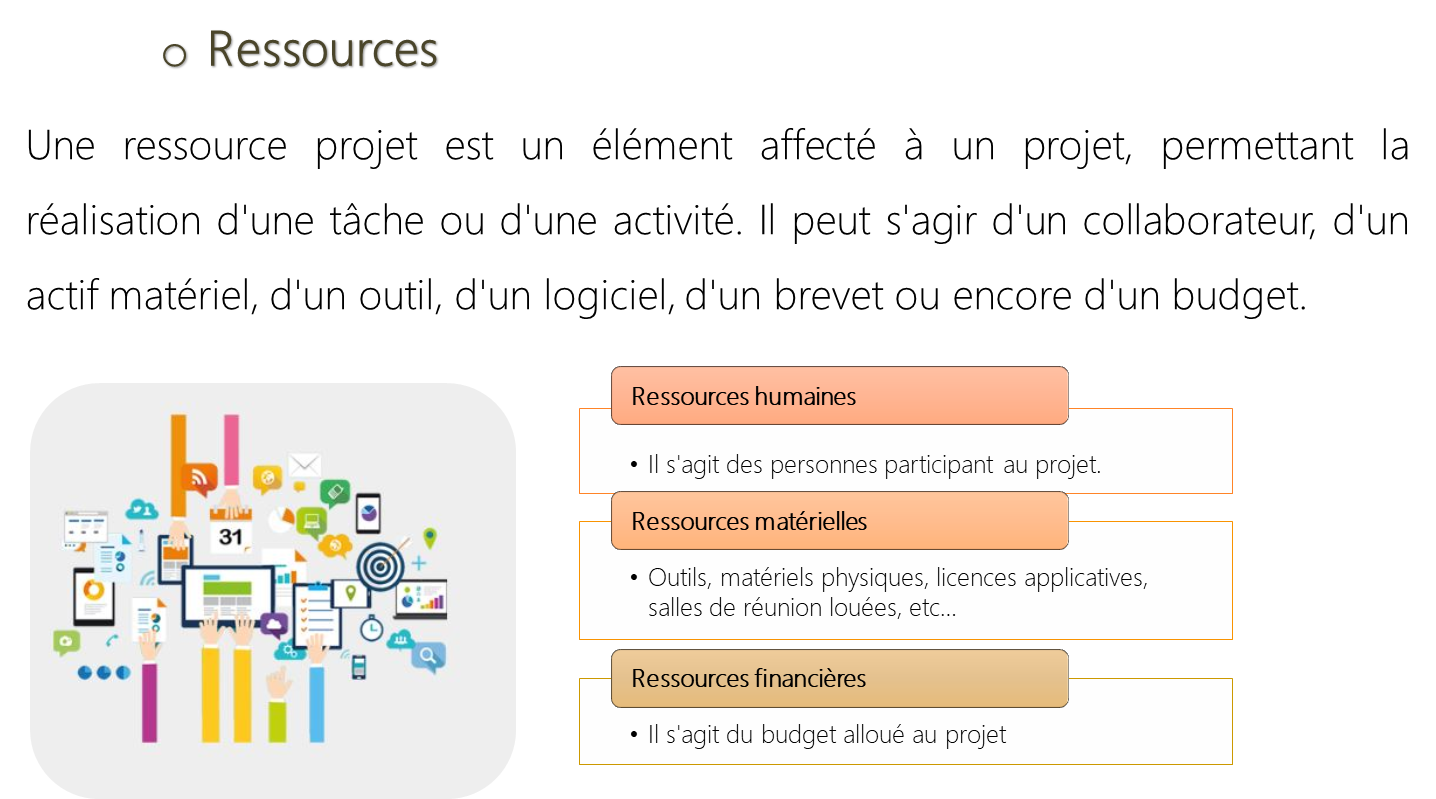 o Ressources
Une ressource projet est un élément affecté à un projet, permettant la
réalisation d'une tâche ou d'une activité. Il peut s'agir d'un collaborateur, d'un
actif matériel, d'un outil, d'un logiciel, d'un brevet ou encore d'un budget.
31
Ressources humaines
• Il s'agit des personnes participant au projet.
Ressources matérielles
• Outils, matériels physiques, licences applicatives,
salles de réunion louées, etc...
Ressources financières
• Il s'agit du budget alloué au projet